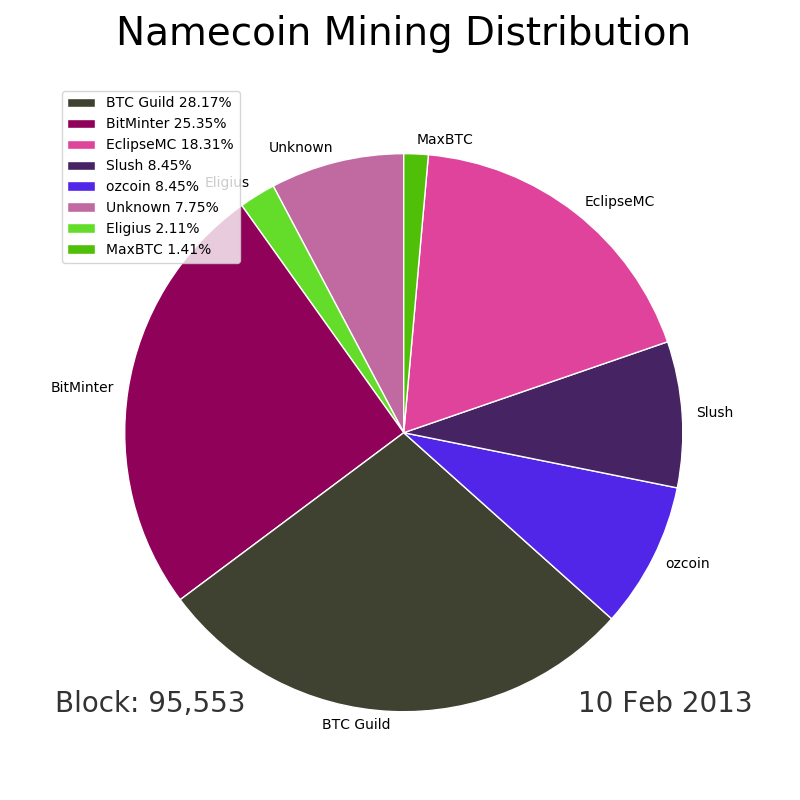 Namecoin Mining Distribution
BTC Guild 28.17%
BitMinter 25.35%
EclipseMC 18.31%
Slush 8.45%
ozcoin 8.45%
Unknown 7.75%
Eligius 2.11%
MaxBTC 1.41%
MaxBTC
Unknown
Eligius
EclipseMC
BitMinter
Slush
ozcoin
BTC Guild
Block: 95,553
10 Feb 2013